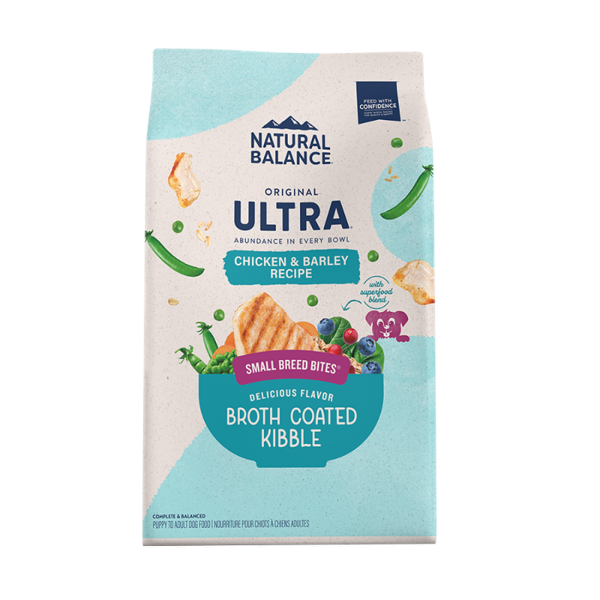 FEED WITH
CONFIDENCE
NATURAL
BALANCE
ORIGINAL
ULTRA
ABUNDANCE IN EVERY BOWL
CHICKEN & BARLEY
RECIPE
with
superfood
blend
SMALL BREED BITES®
DELICIOUS FLAVOR
BROTH COATED
KIBBLE
COMPLETE & BALANCED
PUPPY TO ADULT DOG FOOD | NOURRITURE POUR CHIOTS À CHIENS ADULTES